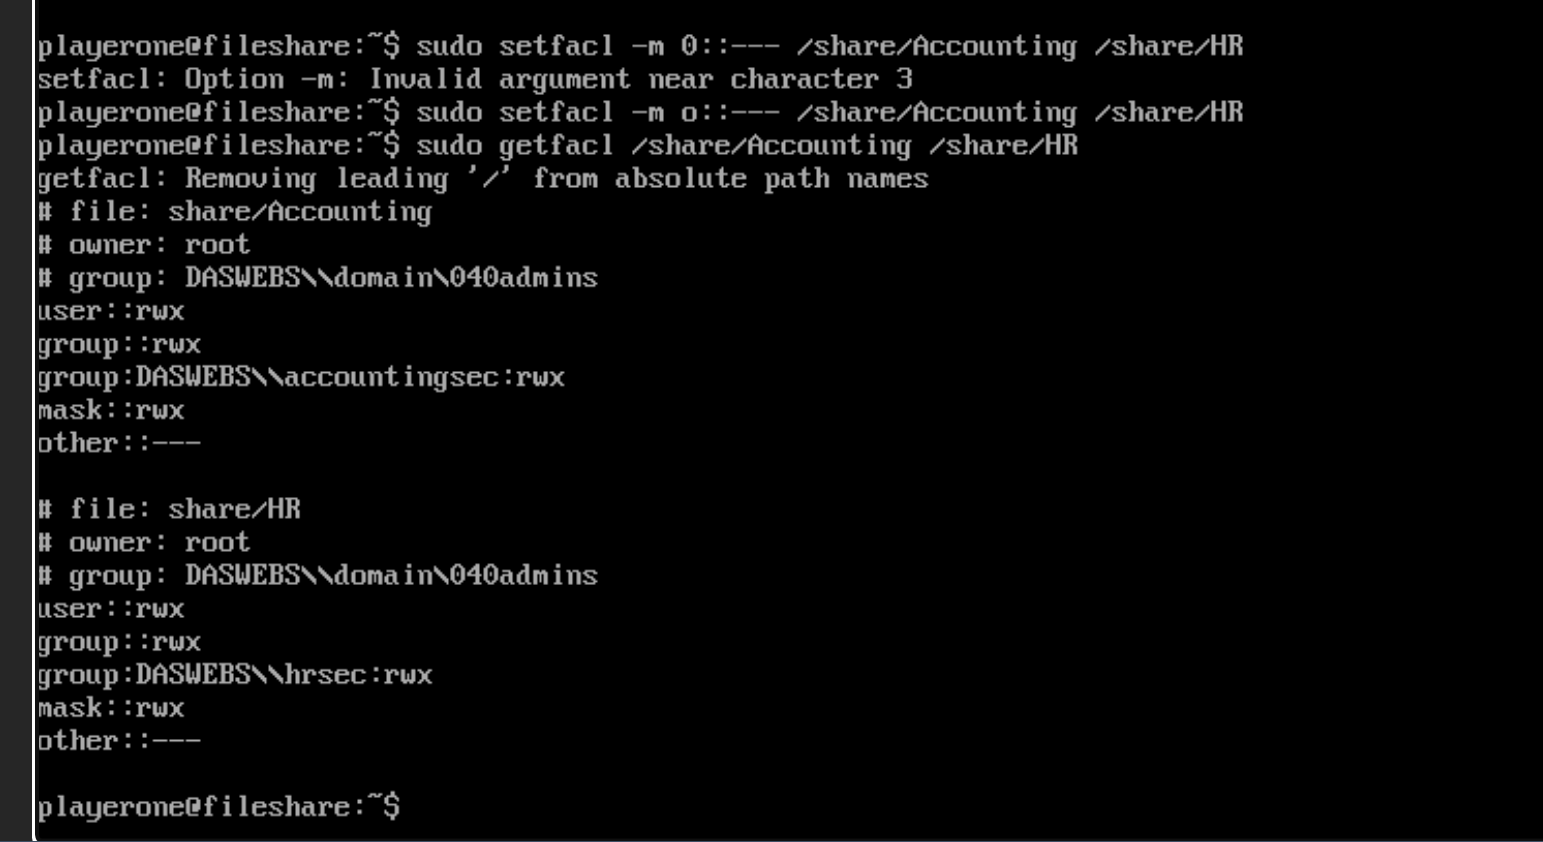 playerone@fileshare:~$ sudo setfacl -m 0::--- /share/Accounting /share/HR
setfacl: Option -m: Invalid argument near character 3
playerone@fileshare:~$ sudo setfacl -m o::--- /share/Accounting /share/HR
playerone@fileshare:~$ sudo getfacl /share/Accounting /share/HR
getfacl: Removing leading '/' from absolute path names
# file: share/Accounting
# owner: root
# group: DASWEBS\\domain\040admins
user::rwx
group::rwx
group:DASWEBS\\accountingsec:rwx
mask::rwx
other::---
# file: share/HR
# owner: root
# group: DASWEBS\\domain\040admins
user::rwx
group::rwx
group:DASWEBS\\hrsec:rwx
mask::rwx
other::---
playerone@fileshare:~$